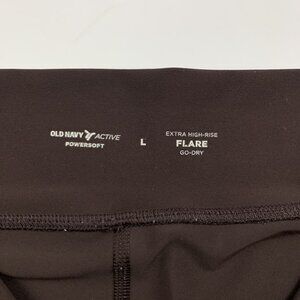 OLD NAVY ACTIVE
POWERSOFT
L
EXTRA HIGH-RISE
FLARE
GO-DRY